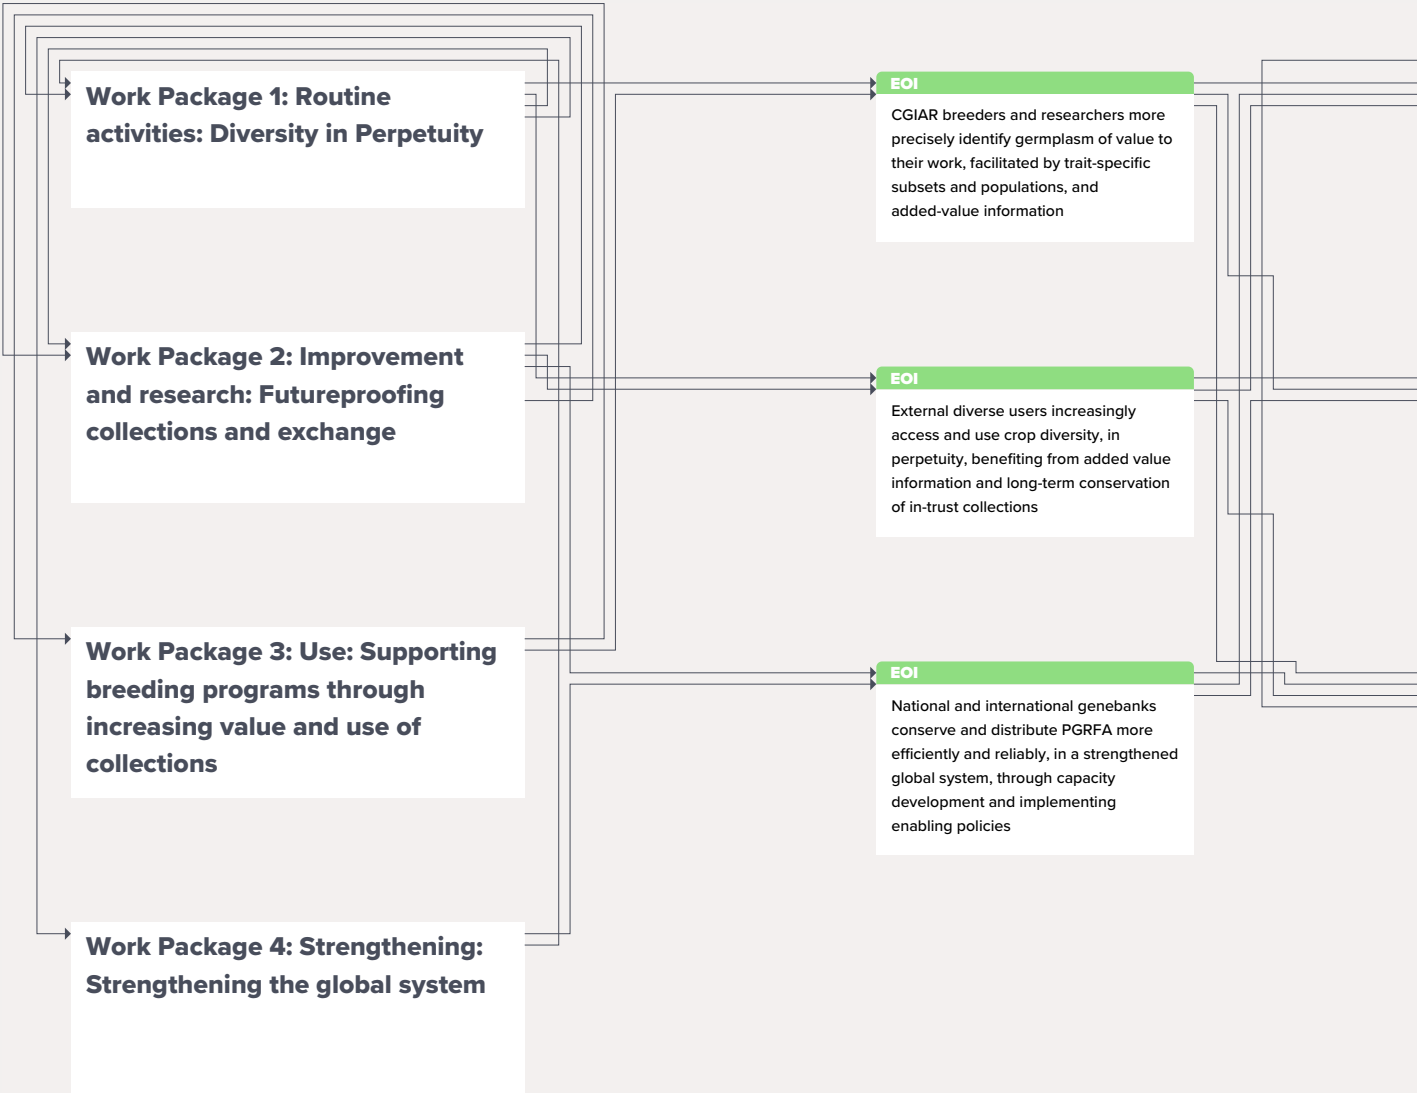 Work Package 1: Routine
activities: Diversity in Perpetuity
EOI
CGIAR breeders and researchers more
precisely identify germplasm of value to
their work, facilitated by trait-specific
subsets and populations, and
added-value information
Work Package 2: Improvement
and research: Futureproofing
collections and exchange
EOI
External diverse users increasingly
access and use crop diversity, in
perpetuity, benefiting from added value
information and long-term conservation
of in-trust collections
Work Package 3: Use: Supporting
breeding programs through
increasing value and use of
collections
EOI
National and international genebanks
conserve and distribute PGRFA more
efficiently and reliably, in a strengthened
global system, through capacity
development and implementing
enabling policies
Work Package 4: Strengthening:
Strengthening the global system